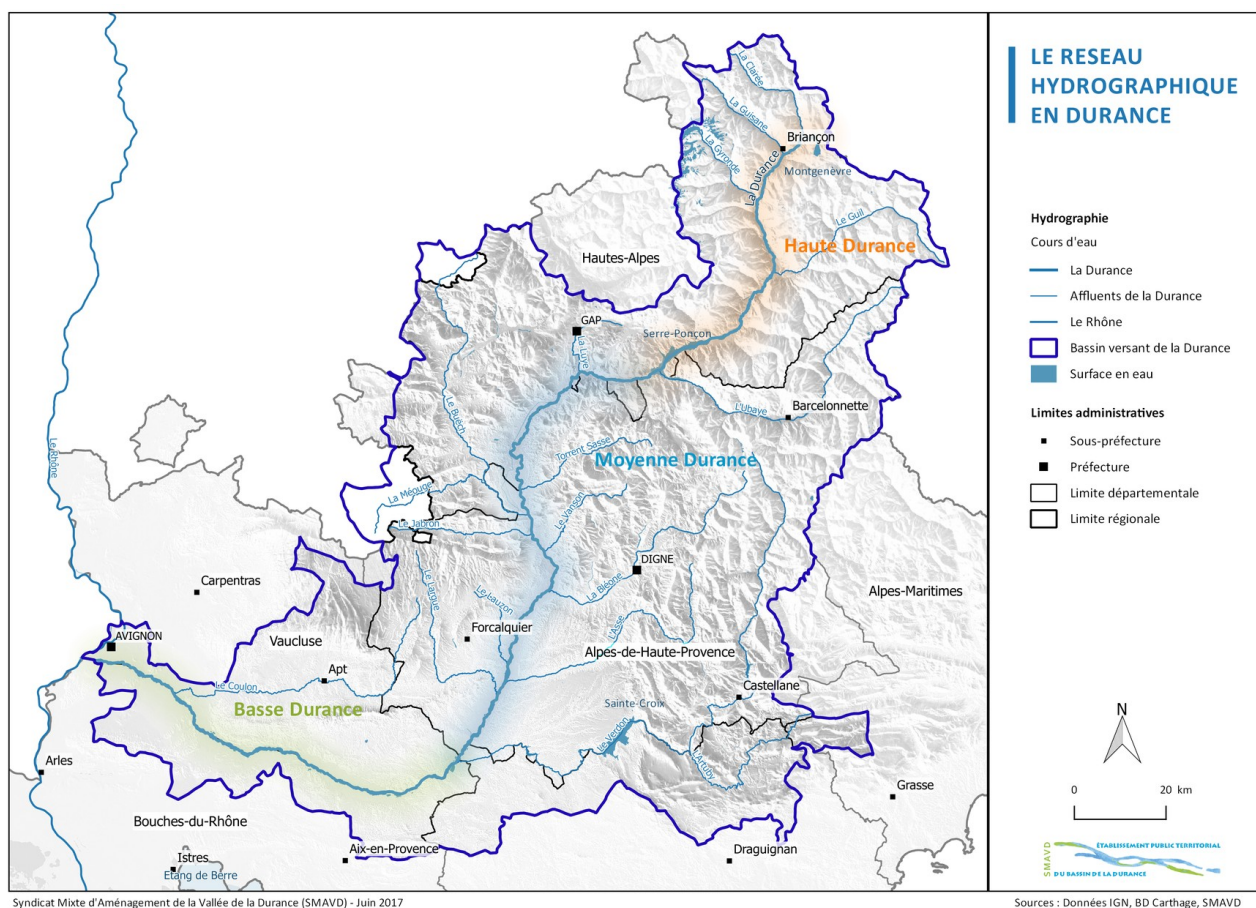 LE RESEAU
HYDROGRAPHIQUE
EN DURANCE
Hydrographie
Cours d'eau
La Durance
Affluents de la Durance
Le Rhône
Bassin versant de la Durance
Surface en eau
Limites administratives
Sous-préfecture
Préfecture
Limite départementale
Limite régionale
N
0 20 km
SMAVD
ÉTABLISSEMENT PUBLIC TERRITORIAL
DU BASSIN DE LA DURANCE
La Clarée
La Guisane
La Gyronde
Briançon
Montgenèvre
La Durance
Le Guil
Haute Durance
Hautes-Alpes
GAP
La Luye
Serre-Ponçon
Le Buëch
L'Ubaye
Barcelonnette
Le Rhône
Torrent Sasse
Moyenne Durance
La Méouge
Le Vanson
Le Jabron
DIGNE
La Bléone
Le Largue
Le Lauzon
Carpentras
Alpes-Maritimes
AVIGNON
Vaucluse
Forcalquier
L'Asse
Alpes-de-Haute-Provence
Apt
Le Coulon
Castellane
Basse Durance
Sainte-Croix
Le Verdon
Artuby
Arles
Grasse
Bouches-du-Rhône
Aix-en-Provence
Draguignan
Istres
Etang de Berre
Syndicat Mixte d'Aménagement de la Vallée de la Durance (SMAVD) - Juin 2017
Sources : Données IGN, BD Carthage, SMAVD